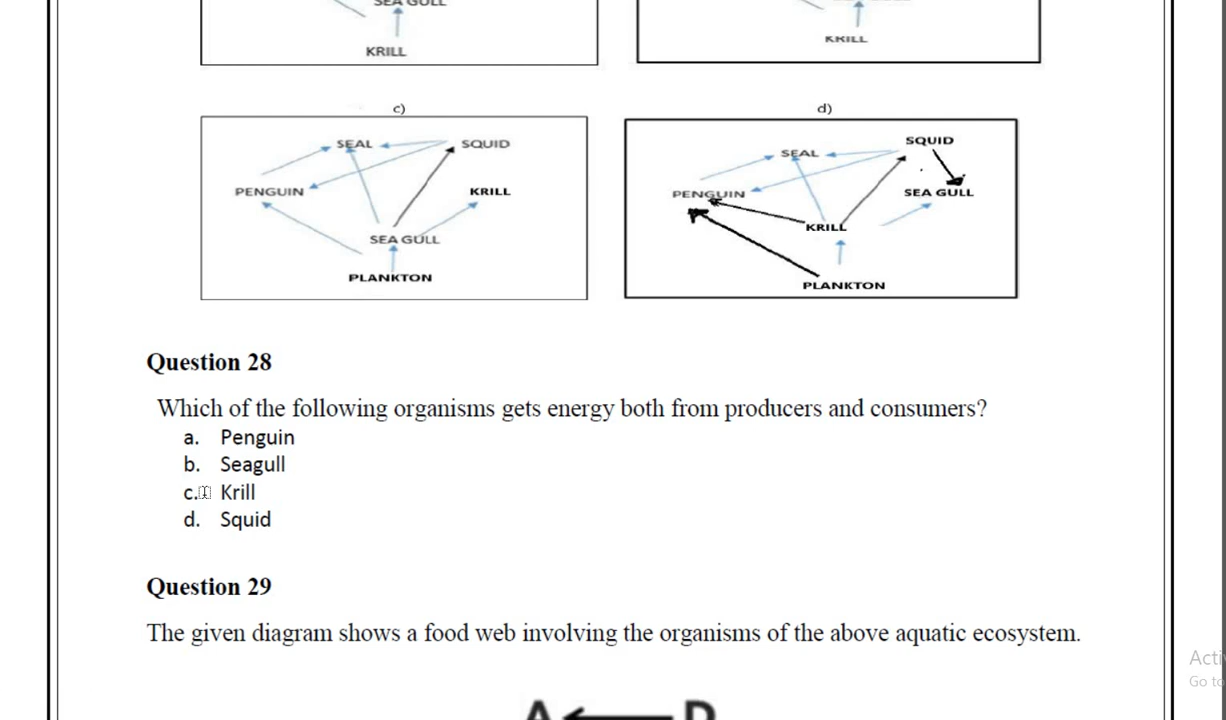 SEA GULL
KRILL
KRILL
c)
SEAL
SQUID
PENGUIN
KRILL
SEA GULL
PLANKTON
d)
SQUID
SEAL
PENGUIN
SEA GULL
KRILL
PLANKTON
Question 28
Which of the following organisms gets energy both from producers and consumers?
a. Penguin
b. Seagull
c. Krill
d. Squid
Question 29
The given diagram shows a food web involving the organisms of the above aquatic ecosystem.
A D
Go to